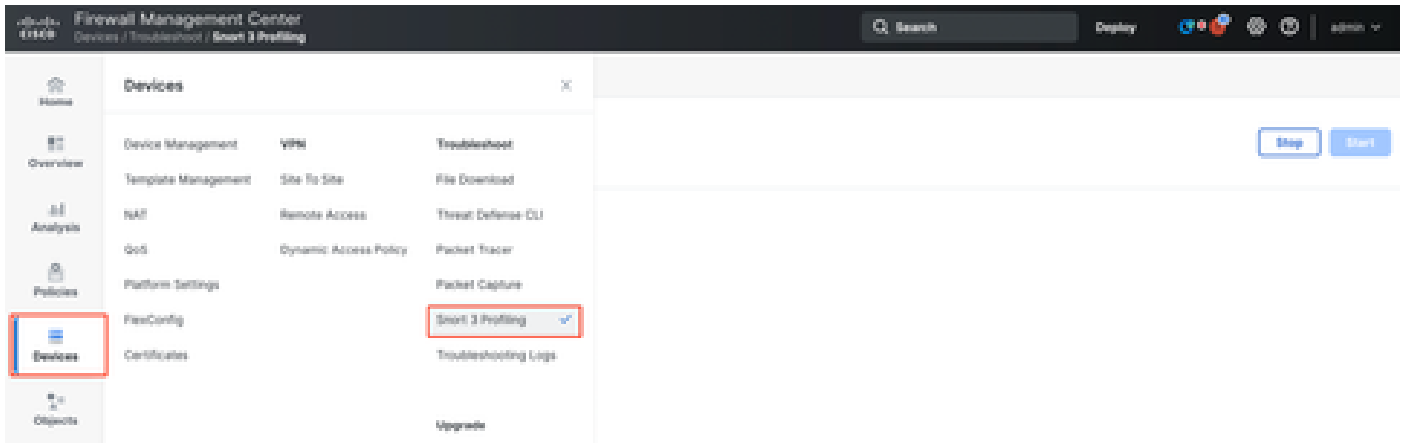 Firewall Management Center
CISCO
Devices / Troubleshoot / Snort 3 Profiling
Search
Deploy
admin
Home
Overview
Analysis
Policies
Devices
Objects
Devices
Device Management
Template Management
NAT
QoS
Platform Settings
FlexConfig
Certificates
VPN
Site To Site
Remote Access
Dynamic Access Policy
Troubleshoot
File Download
Threat Defense CLI
Packet Tracer
Packet Capture
Snort 3 Profiling
Troubleshooting Logs
Upgrade
Stop
Start